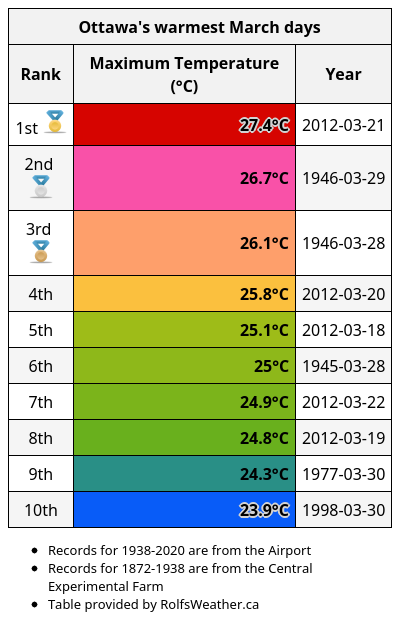 Ottawa's warmest March days
Rank Maximum Temperature (°C) Year
1st 27.4°C 2012-03-21
2nd 26.7°C 1946-03-29
3rd 26.1°C 1946-03-28
4th 25.8°C 2012-03-20
5th 25.1°C 2012-03-18
6th 25°C 1945-03-28
7th 24.9°C 2012-03-22
8th 24.8°C 2012-03-19
9th 24.3°C 1977-03-30
10th 23.9°C 1998-03-30
• Records for 1938-2020 are from the Airport
• Records for 1872-1938 are from the Central
Experimental Farm
• Table provided by RolfsWeather.ca